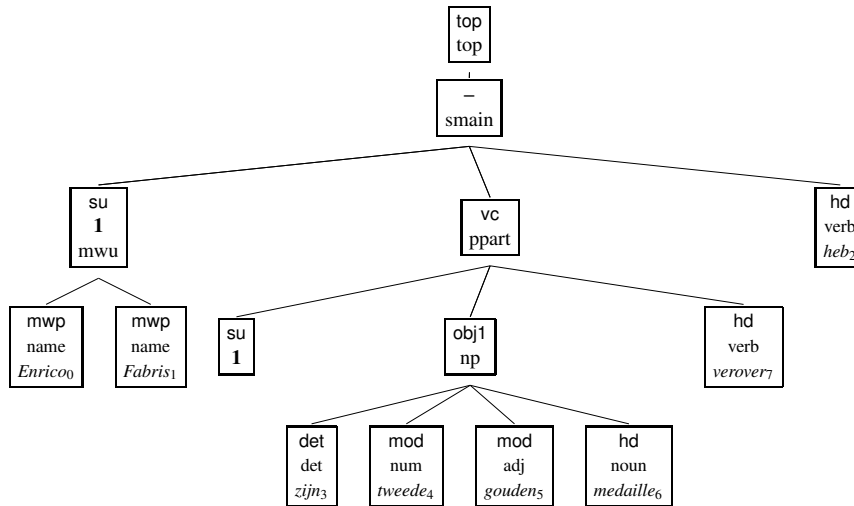 top
top
–
smain
su
1
mwu
vc
ppart
hd
verb
heb₂
mwp
name
Enrico₀
mwp
name
Fabris₁
su
1
obj1
np
hd
verb
verover₇
det
det
zijn₃
mod
num
tweede₄
mod
adj
gouden₅
hd
noun
medaille₆